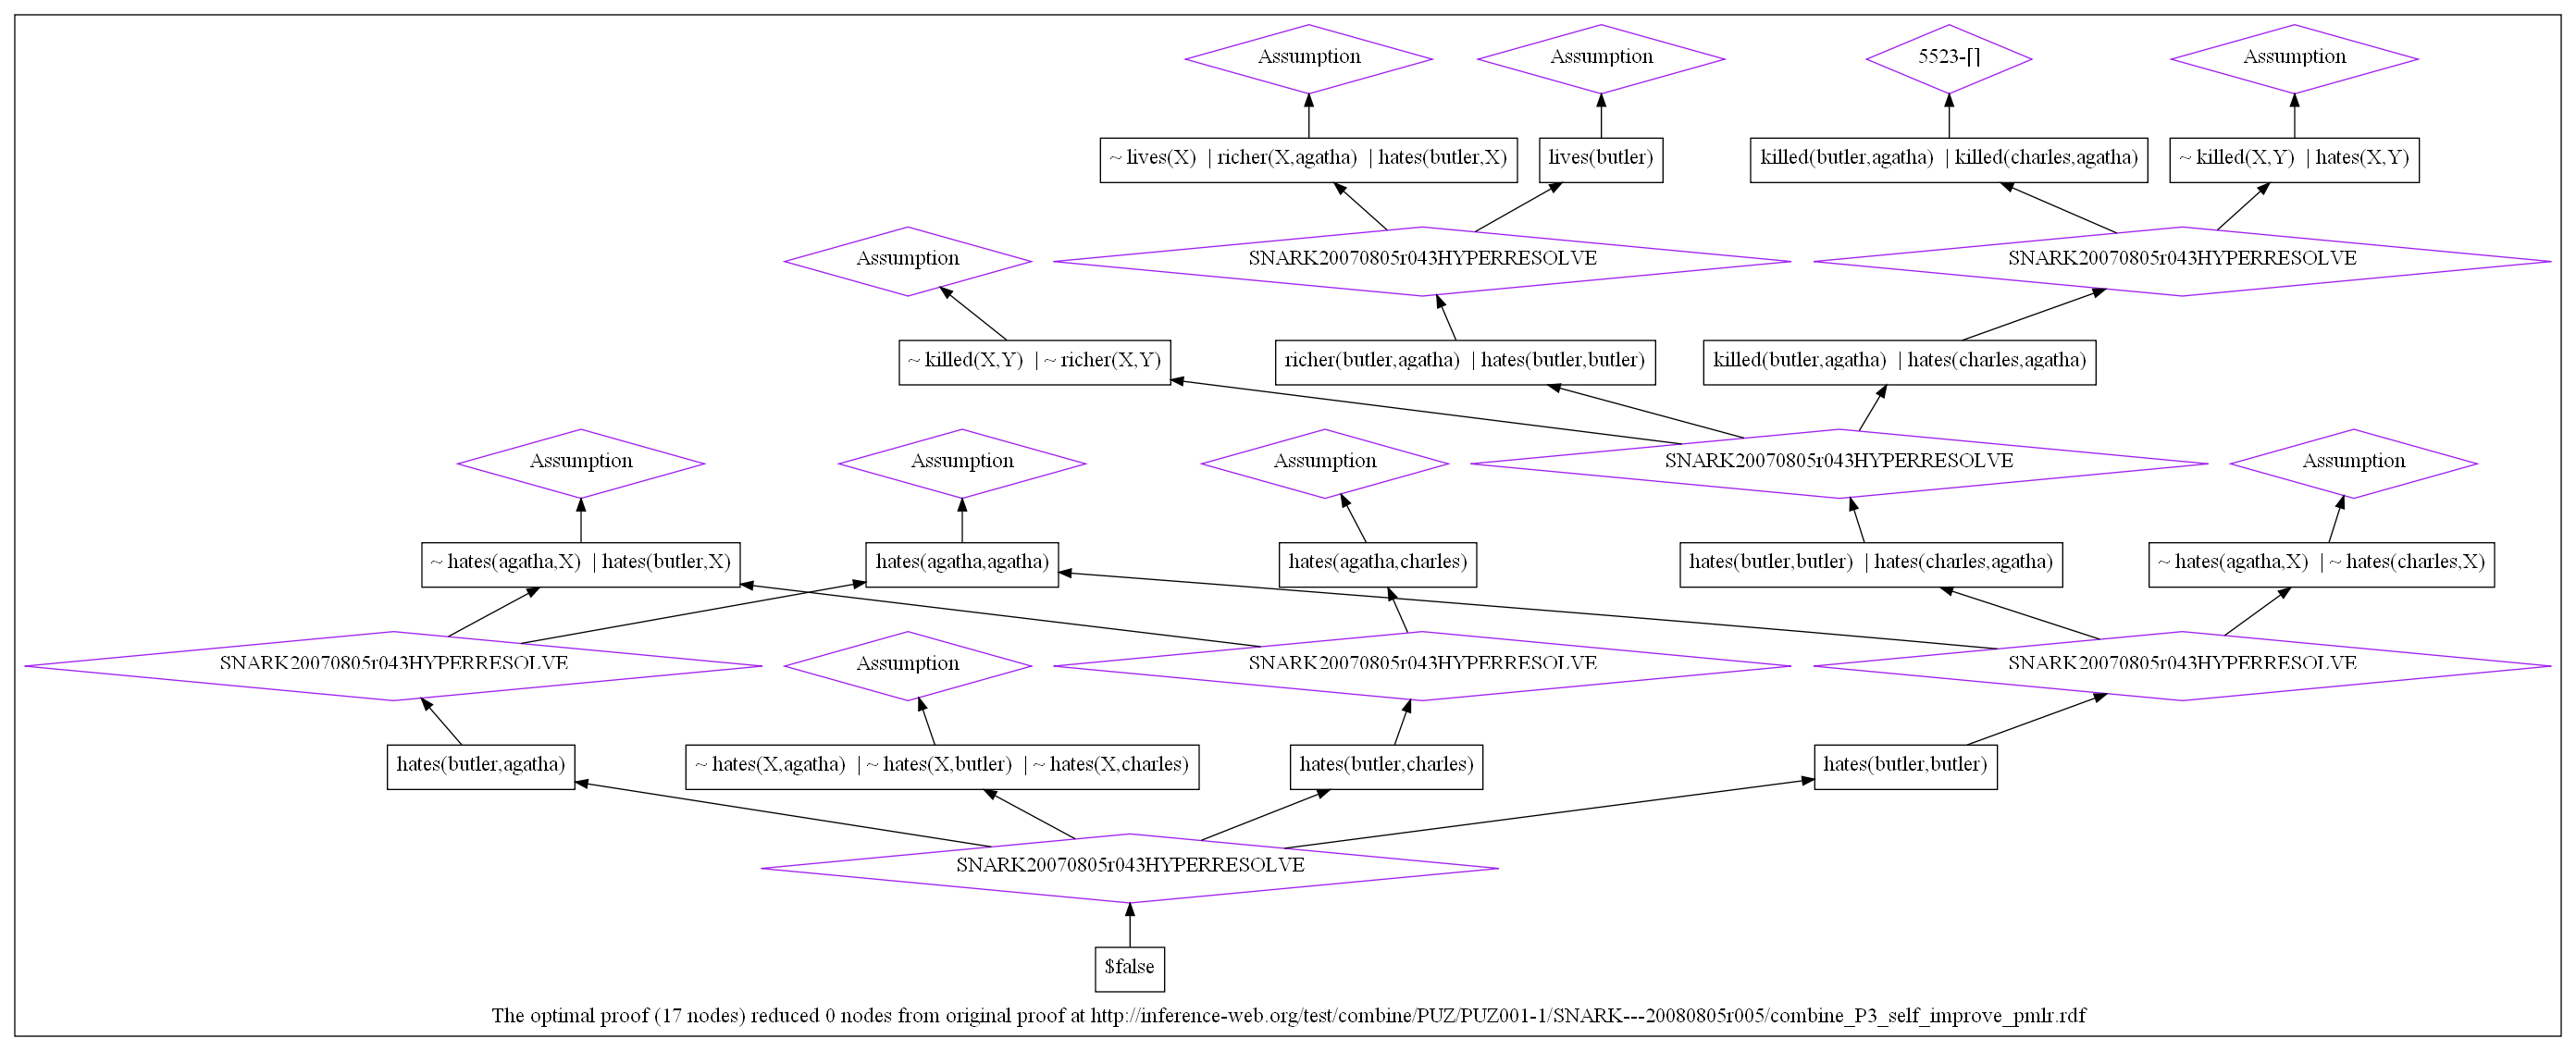 Assumption
Assumption
5523-[]
Assumption
~ lives(X) | richer(X,agatha) | hates(butler,X)
lives(butler)
killed(butler,agatha) | killed(charles,agatha)
~ killed(X,Y) | hates(X,Y)
Assumption
SNARK20070805r043HYPERRESOLVE
SNARK20070805r043HYPERRESOLVE
~ killed(X,Y) | ~ richer(X,Y)
richer(butler,agatha) | hates(butler,butler)
killed(butler,agatha) | hates(charles,agatha)
Assumption
Assumption
Assumption
SNARK20070805r043HYPERRESOLVE
Assumption
~ hates(agatha,X) | hates(butler,X)
hates(agatha,agatha)
hates(agatha,charles)
hates(butler,butler) | hates(charles,agatha)
~ hates(agatha,X) | ~ hates(charles,X)
SNARK20070805r043HYPERRESOLVE
Assumption
SNARK20070805r043HYPERRESOLVE
SNARK20070805r043HYPERRESOLVE
hates(butler,agatha)
~ hates(X,agatha) | ~ hates(X,butler) | ~ hates(X,charles)
hates(butler,charles)
hates(butler,butler)
SNARK20070805r043HYPERRESOLVE
$false
The optimal proof (17 nodes) reduced 0 nodes from original proof at http://inference-web.org/test/combine/PUZ/PUZ001-1/SNARK---20080805r005/combine_P3_self_improve_pmlr.rdf